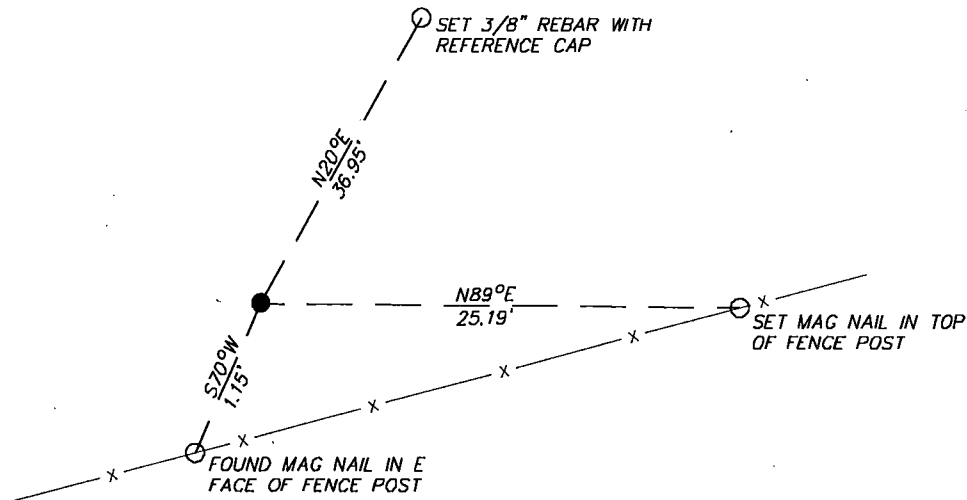 SET 3/8" REBAR WITH
REFERENCE CAP
N20°E
36.95'
N89°E
25.19'
SET MAG NAIL IN TOP
OF FENCE POST
S70°W
1.15'
FOUND MAG NAIL IN E
FACE OF FENCE POST